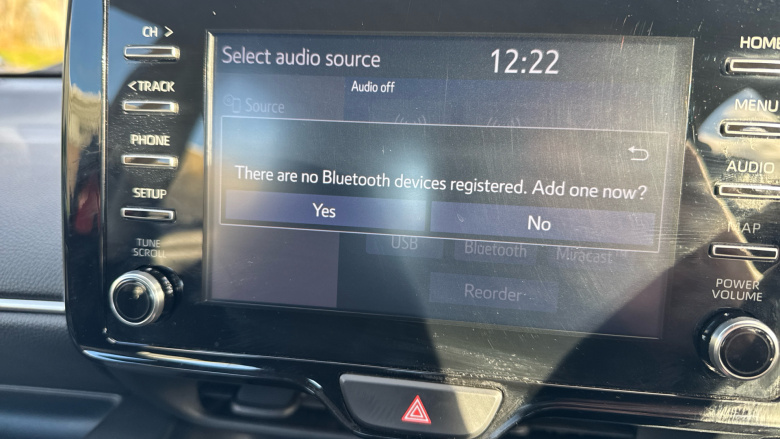 CH >
<TRACK
PHONE
SETUP
TUNE
SCROLL
Select audio source 12:22
Audio off
Source
There are no Bluetooth devices registered. Add one now?
Yes No
USB Bluetooth Miracast
Reorder
HOME
MENU
AUDIO
MAP
POWER
VOLUME